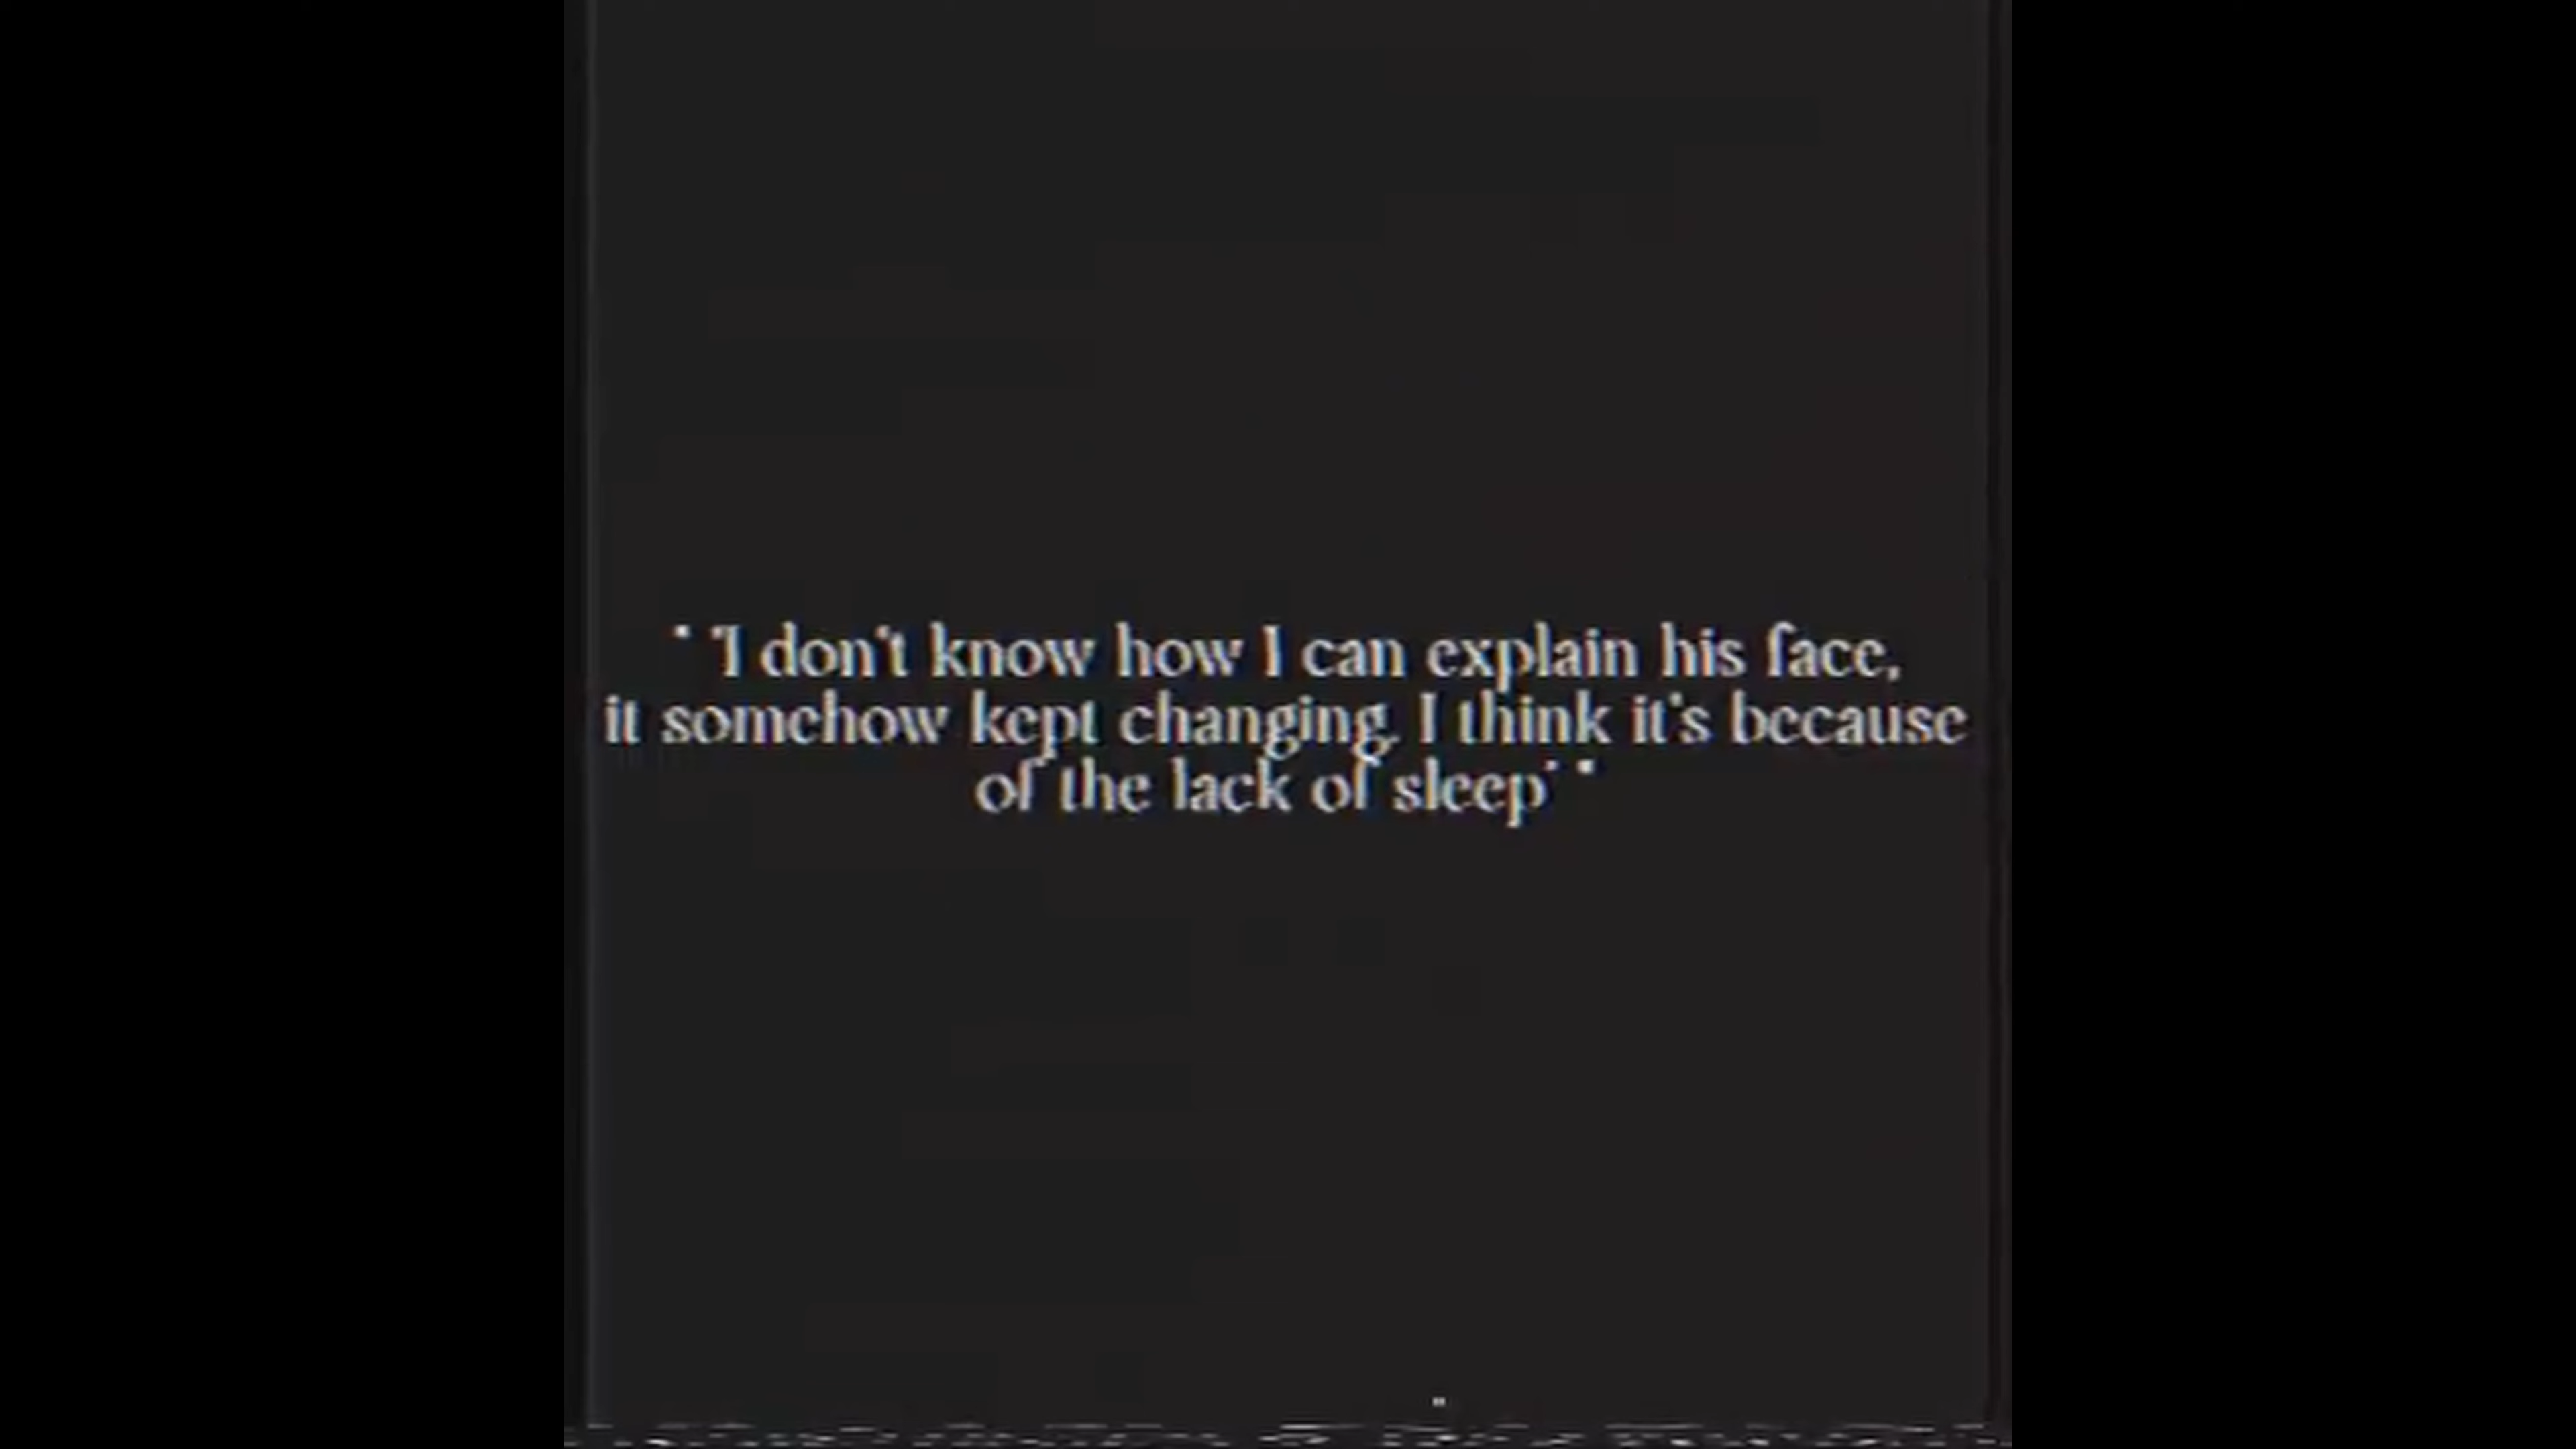 "I don't know how I can explain his face,
it somehow kept changing. I think it's because
of the lack of sleep"